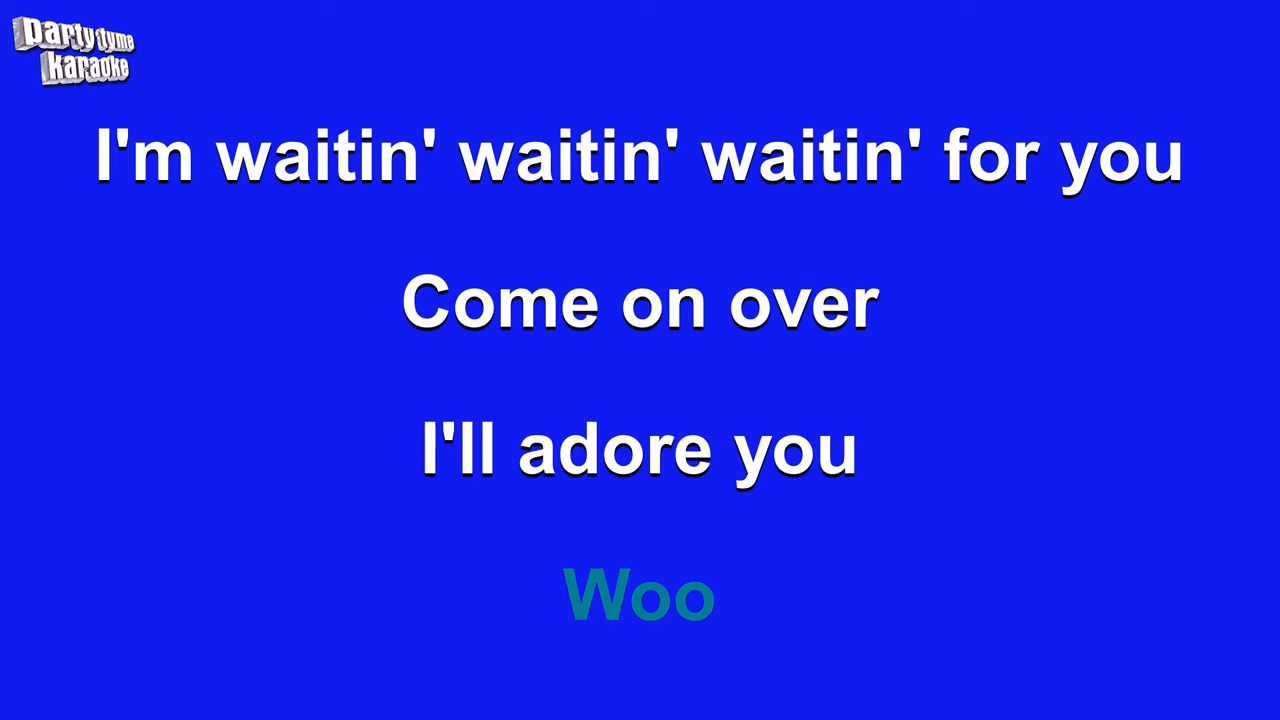 party tyme
karaoke
I'm waitin' waitin' waitin' for you
Come on over
I'll adore you
Woo